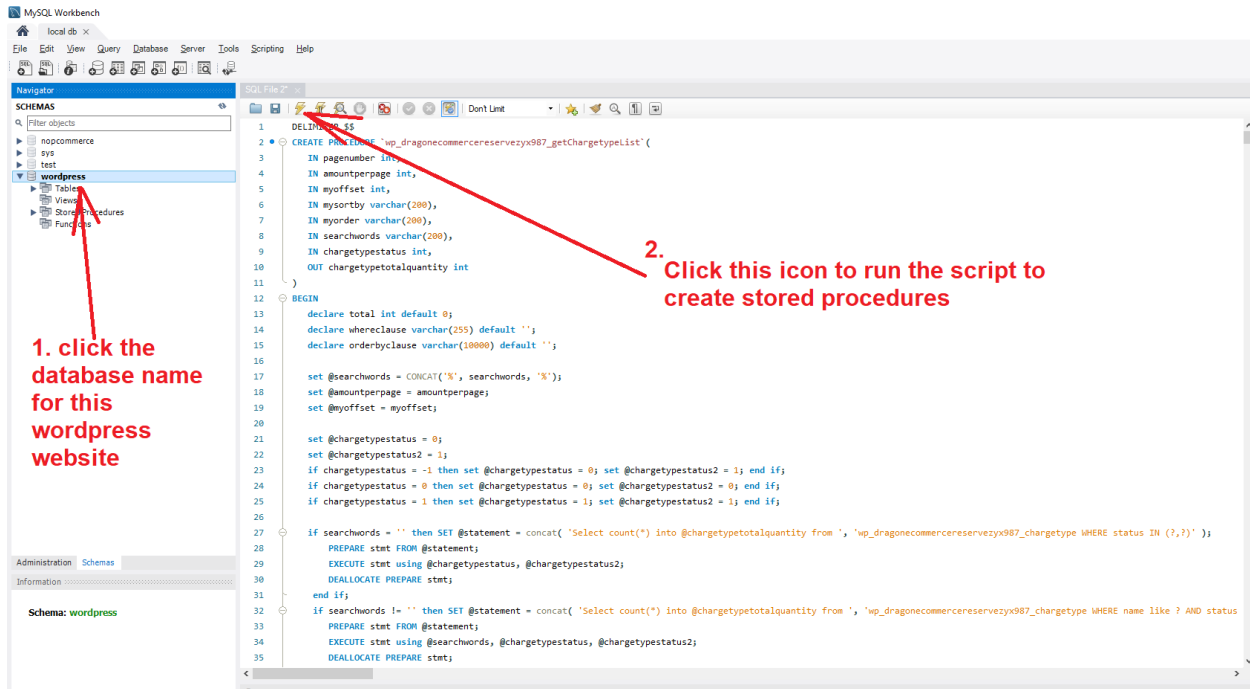 MySQL Workbench
local db
File Edit View Query Database Server Tools Scripting Help
Navigator
SCHEMAS
Filter objects
nopcommerce
sys
test
wordpress
Tables
Views
Stored Procedures
Functions
1. click the
database name
for this
wordpress
website
Administration Schemas
Information
Schema: wordpress
SQL File 2*
Don't Limit
1 DELIMITER $$
2 CREATE PROCEDURE `wp_dragonecommercereservezyx987_getChargetypeList`(
3 IN pagenumber int,
4 IN amountperpage int,
5 IN myoffset int,
6 IN mysortby varchar(200),
7 IN myorder varchar(200),
8 IN searchwords varchar(200),
9 IN chargetypestatus int,
10 OUT chargetypetotalquantity int
11 )
12 BEGIN
13 declare total int default 0;
14 declare whereclause varchar(255) default '';
15 declare orderbyclause varchar(10000) default '';
16
17 set @searchwords = CONCAT('%', searchwords, '%');
18 set @amountperpage = amountperpage;
19 set @myoffset = myoffset;
20
21 set @chargetypestatus = 0;
22 set @chargetypestatus2 = 1;
23 if chargetypestatus = -1 then set @chargetypestatus = 0; set @chargetypestatus2 = 1; end if;
24 if chargetypestatus = 0 then set @chargetypestatus = 0; set @chargetypestatus2 = 0; end if;
25 if chargetypestatus = 1 then set @chargetypestatus = 1; set @chargetypestatus2 = 1; end if;
26
27 if searchwords = '' then SET @statement = concat( 'Select count(*) into @chargetypetotalquantity from ', 'wp_dragonecommercereservezyx987_chargetype WHERE status IN (?,?)' );
28 PREPARE stmt FROM @statement;
29 EXECUTE stmt using @chargetypestatus, @chargetypestatus2;
30 DEALLOCATE PREPARE stmt;
31 end if;
32 if searchwords != '' then SET @statement = concat( 'Select count(*) into @chargetypetotalquantity from ', 'wp_dragonecommercereservezyx987_chargetype WHERE name like ? AND status
33 PREPARE stmt FROM @statement;
34 EXECUTE stmt using @searchwords, @chargetypestatus, @chargetypestatus2;
35 DEALLOCATE PREPARE stmt;
2.
Click this icon to run the script to
create stored procedures